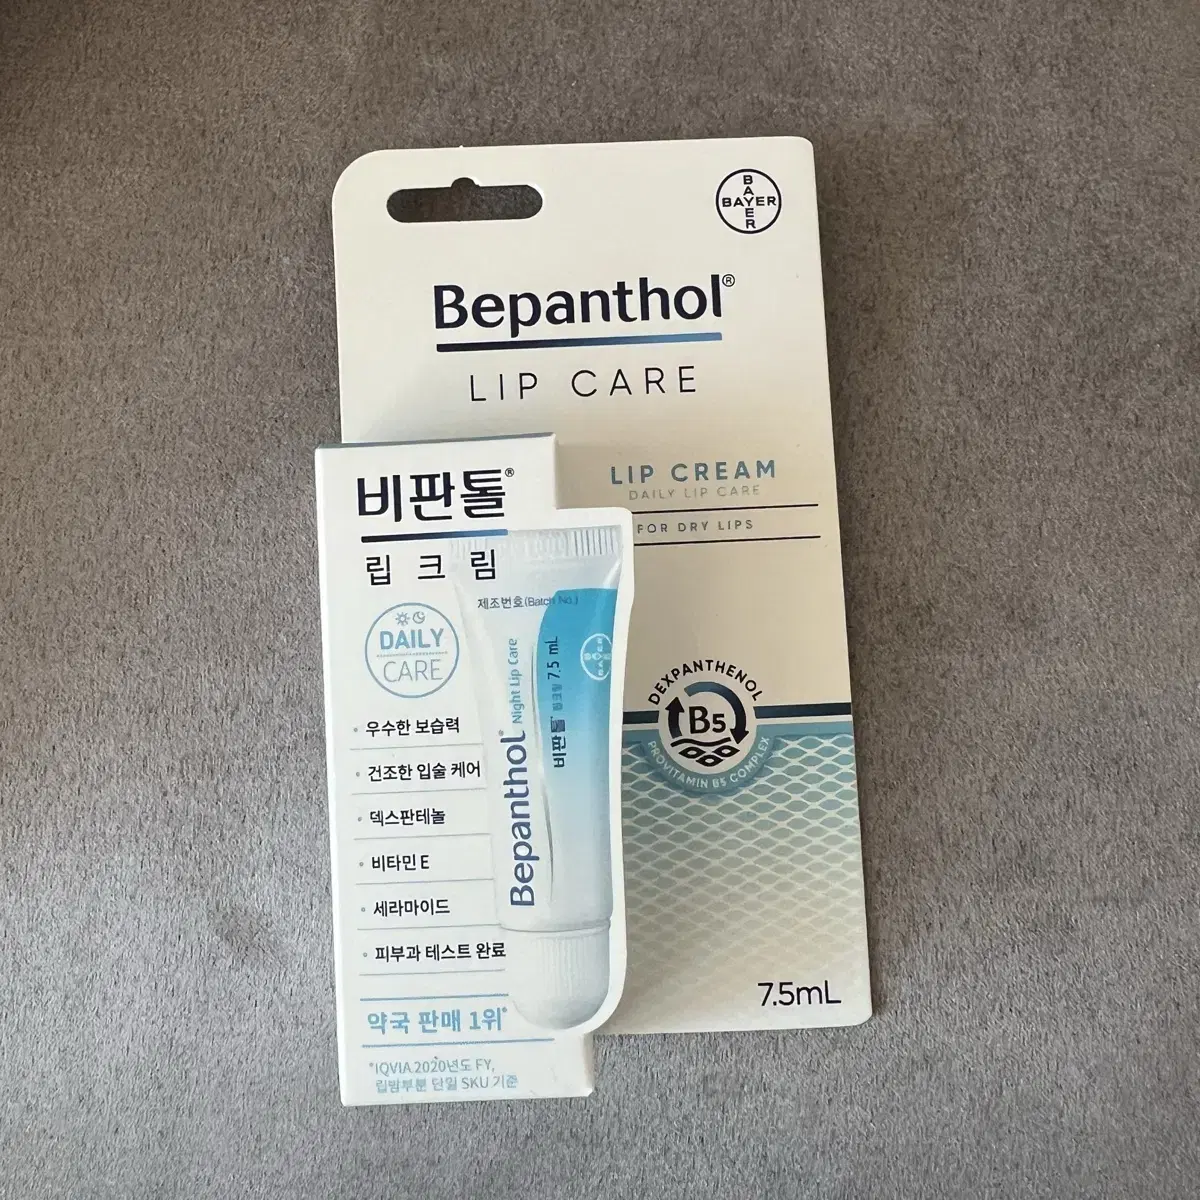 BAYER
BAYER
Bepanthol®
LIP CARE
LIP CREAM
DAILY LIP CARE
FOR DRY LIPS
비판톨®
립 크 림
DAILY
CARE
• 우수한 보습력
• 건조한 입술 케어
• 덱스판테놀
• 비타민 E
• 세라마이드
• 피부과 테스트 완료
약국 판매 1위*
*IQVIA 2020년도 FY,
립밤부분 단일 SKU 기준
제조번호(Batch No.)
Bepanthol® Night Lip Care
비판톨® 립크림 7.5 mL
BAYER
BAYER
DEXPANTHENOL
B5
PROVITAMIN B5 COMPLEX
7.5mL